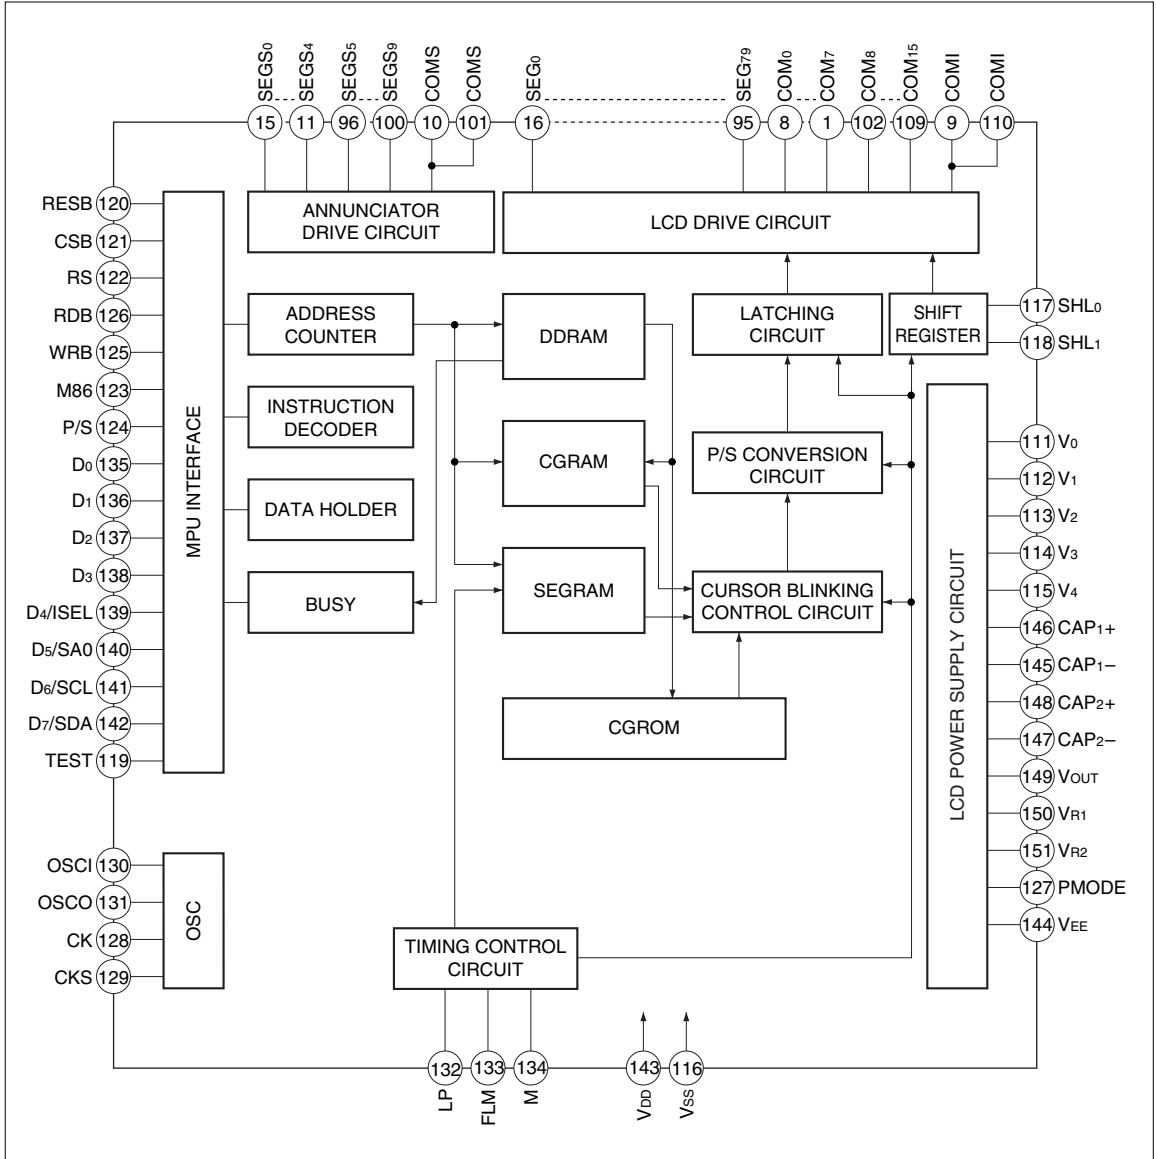 SEGS0
SEGS4
SEGS5
SEGS9
COMS
COMS
SEG0
SEG79
COM0
COM7
COM8
COM15
COMI
COMI
15
11
96
100
10
101
16
95
8
1
102
109
9
110
RESB 120
CSB 121
RS 122
RDB 126
WRB 125
M86 123
P/S 124
D0 135
D1 136
D2 137
D3 138
D4/ISEL 139
D5/SA0 140
D6/SCL 141
D7/SDA 142
TEST 119
MPU INTERFACE
OSCI 130
OSCO 131
CK 128
CKS 129
OSC
ANNUNCIATOR
DRIVE CIRCUIT
LCD DRIVE CIRCUIT
ADDRESS
COUNTER
INSTRUCTION
DECODER
DATA HOLDER
BUSY
DDRAM
CGRAM
SEGRAM
CGROM
LATCHING
CIRCUIT
SHIFT
REGISTER
P/S CONVERSION
CIRCUIT
CURSOR BLINKING
CONTROL CIRCUIT
TIMING CONTROL
CIRCUIT
LCD POWER SUPPLY CIRCUIT
117 SHL0
118 SHL1
111 V0
112 V1
113 V2
114 V3
115 V4
146 CAP1+
145 CAP1−
148 CAP2+
147 CAP2−
149 VOUT
150 VR1
151 VR2
127 PMODE
144 VEE
132
133
134
143
116
LP
FLM
M
VDD
VSS